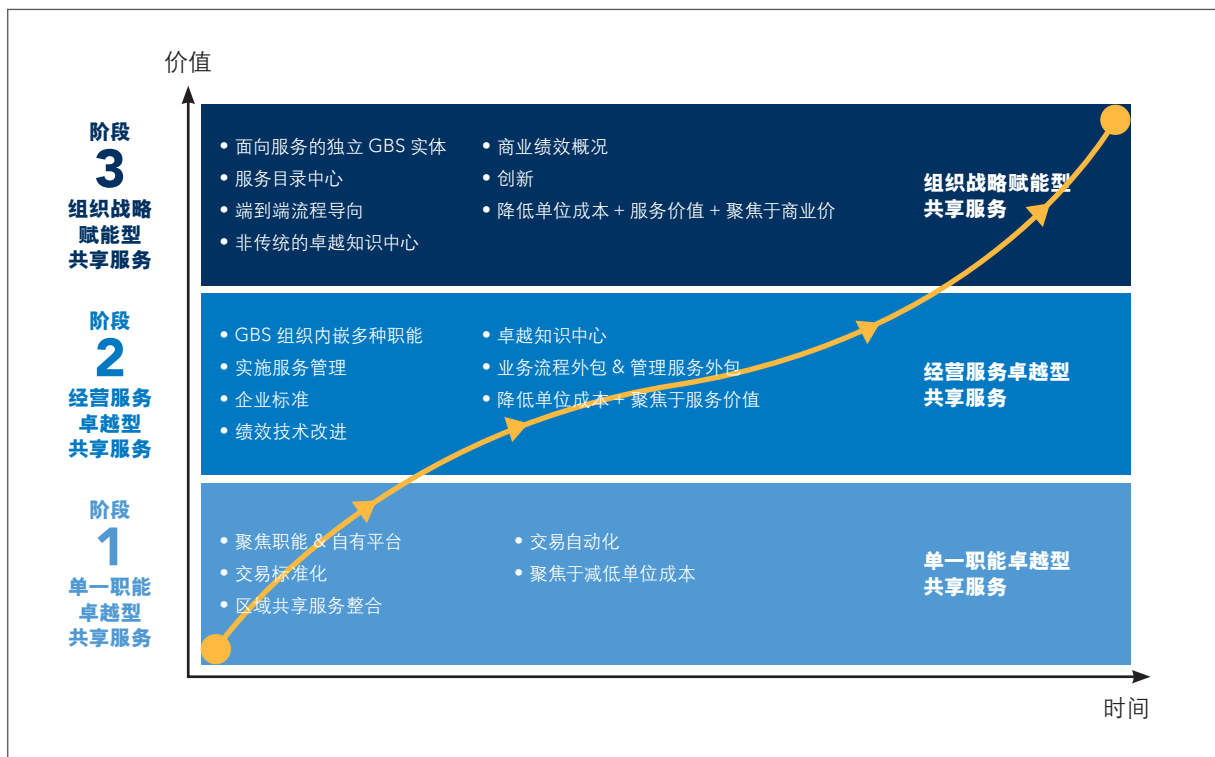 价值
阶段
3
组织战略
赋能型
共享服务
• 面向服务的独立 GBS 实体
• 服务目录中心
• 端到端流程导向
• 非传统的卓越知识中心
• 商业绩效概况
• 创新
• 降低单位成本 + 服务价值 + 聚焦于商业价
组织战略赋能型
共享服务
阶段
2
经营服务
卓越型
共享服务
• GBS 组织内嵌多种职能
• 实施服务管理
• 企业标准
• 绩效技术改进
• 卓越知识中心
• 业务流程外包 & 管理服务外包
• 降低单位成本 + 聚焦于服务价值
经营服务卓越型
共享服务
阶段
1
单一职能
卓越型
共享服务
• 聚焦职能 & 自有平台
• 交易标准化
• 区域共享服务整合
• 交易自动化
• 聚焦于减低单位成本
单一职能卓越型
共享服务
时间